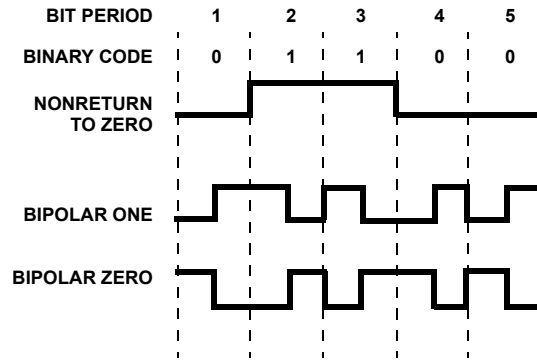 BIT PERIOD 1 2 3 4 5
BINARY CODE 0 1 1 0 0
NONRETURN
TO ZERO
BIPOLAR ONE
BIPOLAR ZERO